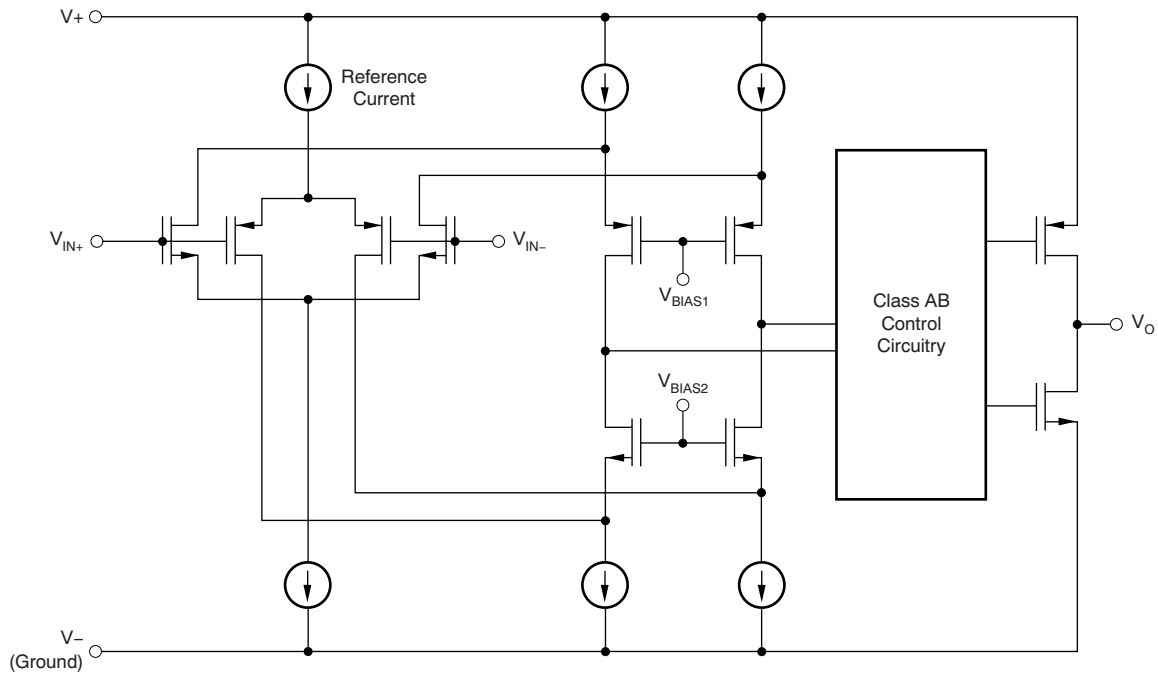 V+
Reference
Current
V_IN+
V_IN−
V_BIAS1
Class AB
Control
Circuitry
V_O
V_BIAS2
V−
(Ground)